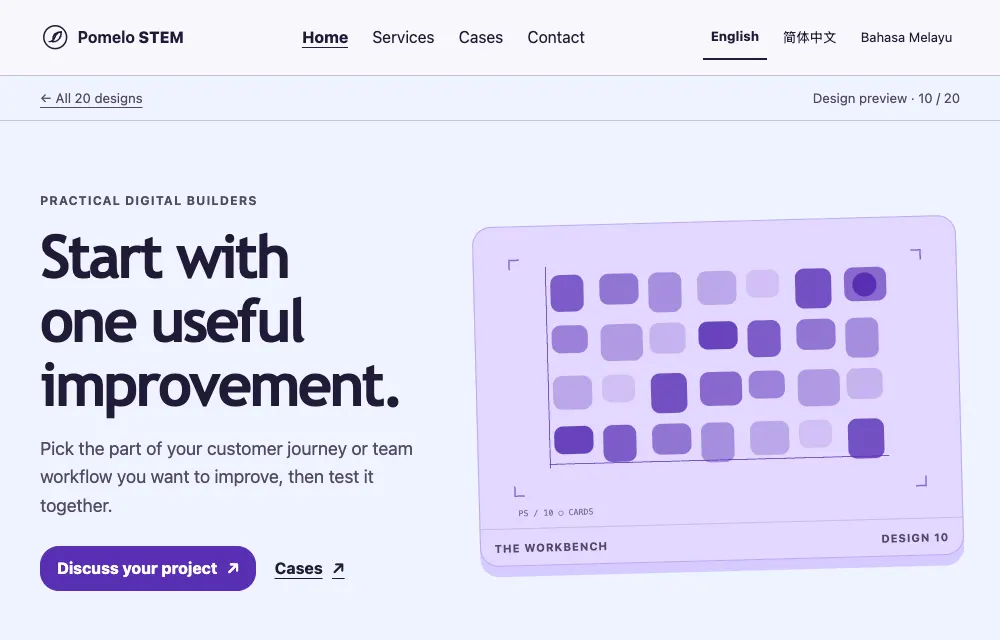 Pomelo STEM
Home
Services
Cases
Contact
English
简体中文
Bahasa Melayu
← All 20 designs
Design preview · 10 / 20
PRACTICAL DIGITAL BUILDERS
Start with
one useful
improvement.
Pick the part of your customer journey or team
workflow you want to improve, then test it
together.
Discuss your project ↗
Cases ↗
PS / 10 ○ CARDS
THE WORKBENCH
DESIGN 10